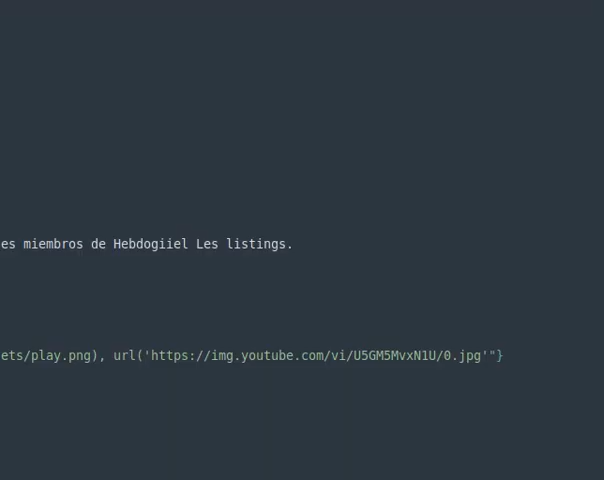 es miembros de Hebdogiiel Les listings.
ets/play.png), url('https://img.youtube.com/vi/U5GM5MvxN1U/0.jpg'"}